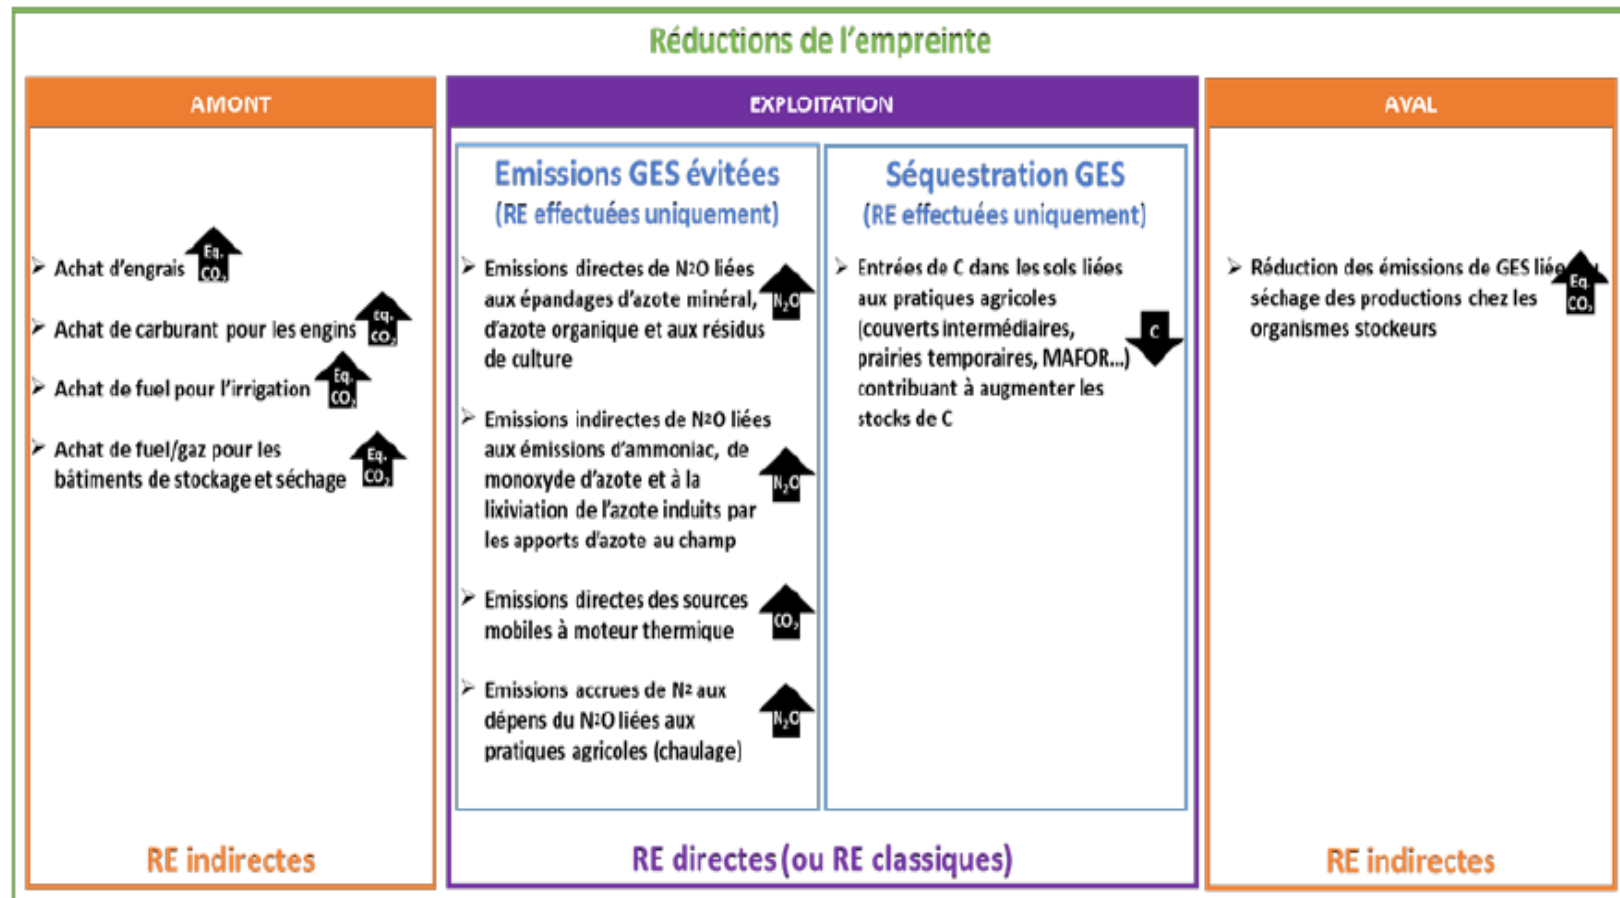 Réductions de l'empreinte
AMONT
➢ Achat d'engrais
Eq.
CO₂
➢ Achat de carburant pour les engins
Eq.
CO₂
➢ Achat de fuel pour l'irrigation
Eq.
CO₂
➢ Achat de fuel/gaz pour les
bâtiments de stockage et séchage
Eq.
CO₂
RE indirectes
EXPLOITATION
Emissions GES évitées
(RE effectuées uniquement)
➢ Emissions directes de N2O liées
aux épandages d'azote minéral,
d'azote organique et aux résidus
de culture
N₂O
➢ Emissions indirectes de N2O liées
aux émissions d'ammoniac, de
monoxyde d'azote et à la
lixiviation de l'azote induits par
les apports d'azote au champ
N₂O
➢ Emissions directes des sources
mobiles à moteur thermique
CO₂
➢ Emissions accrues de N2 aux
dépens du N2O liées aux
pratiques agricoles (chaulage)
N₂O
Séquestration GES
(RE effectuées uniquement)
➢ Entrées de C dans les sols liées
aux pratiques agricoles
(couverts intermédiaires,
prairies temporaires, MAFOR...)
contribuant à augmenter les
stocks de C
C
RE directes (ou RE classiques)
AVAL
➢ Réduction des émissions de GES
séchage des productions chez les
organismes stockeurs
Eq.
CO₂
RE indirectes